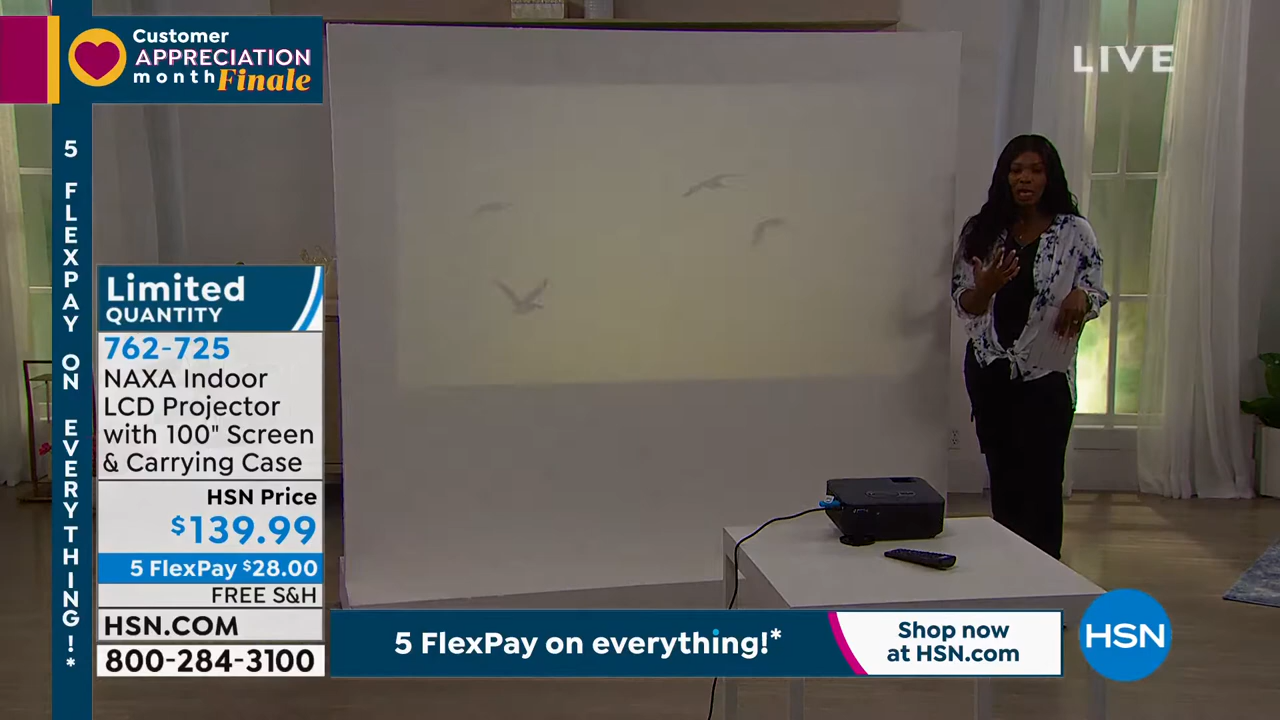 Customer
APPRECIATION
month Finale
LIVE
5 FLEXPAY ON EVERYTHING!*
Limited
QUANTITY
762-725
NAXA Indoor
LCD Projector
with 100" Screen
& Carrying Case
HSN Price
$139.99
5 FlexPay $28.00
FREE S&H
HSN.COM
800-284-3100
5 FlexPay on everything!*
Shop now
at HSN.com
HSN